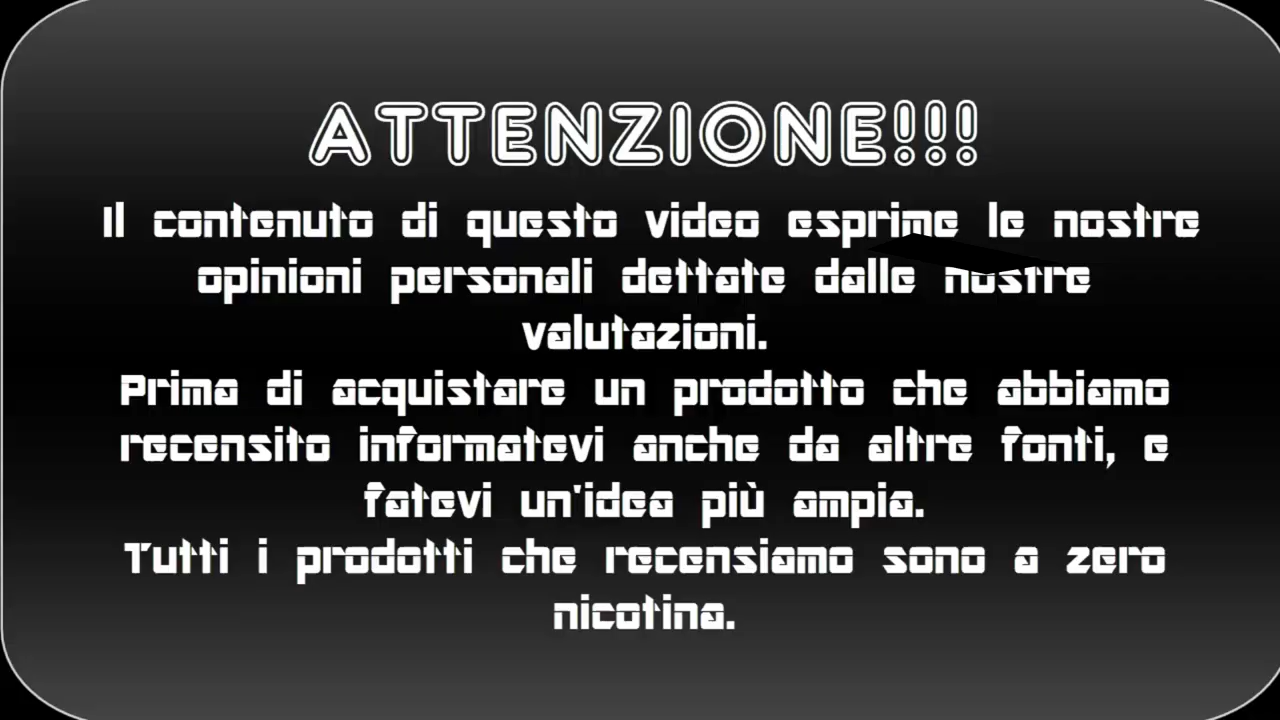 ATTENZIONE!!!
Il contenuto di questo video esprime le nostre
opinioni personali dettate dalle nostre
valutazioni.
Prima di acquistare un prodotto che abbiamo
recensito informatevi anche da altre fonti, e
fatevi un'idea più ampia.
Tutti i prodotti che recensiamo sono a zero
nicotina.